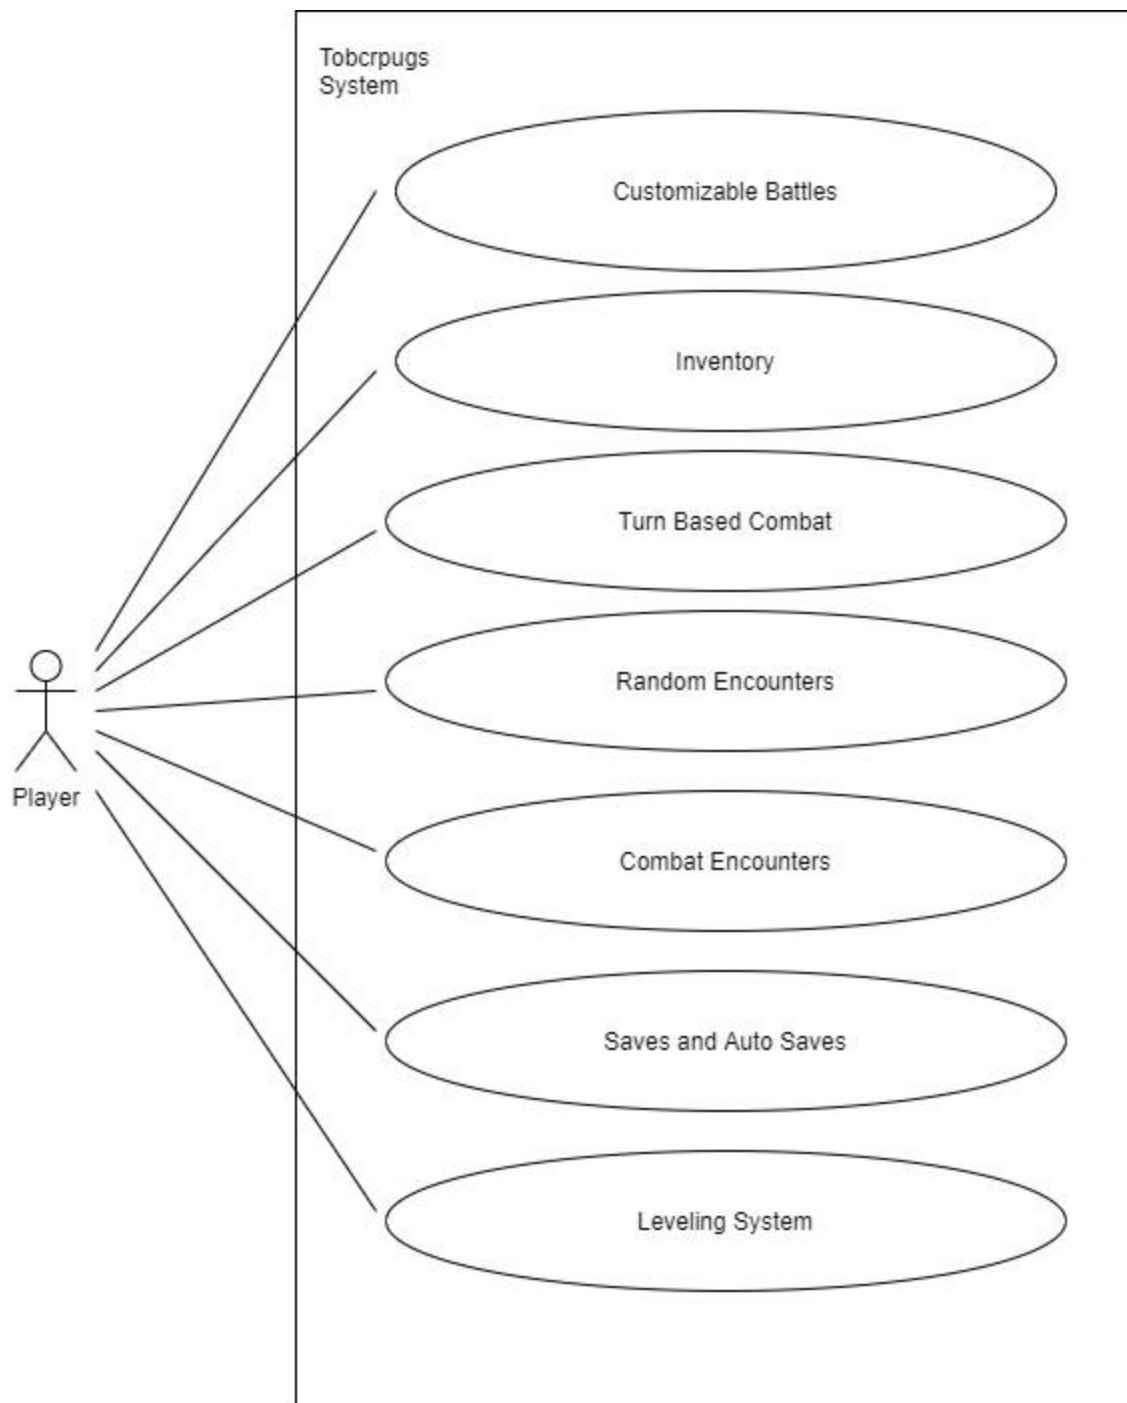 Tobcrpugs
System
Customizable Battles
Inventory
Turn Based Combat
Random Encounters
Player
Combat Encounters
Saves and Auto Saves
Leveling System